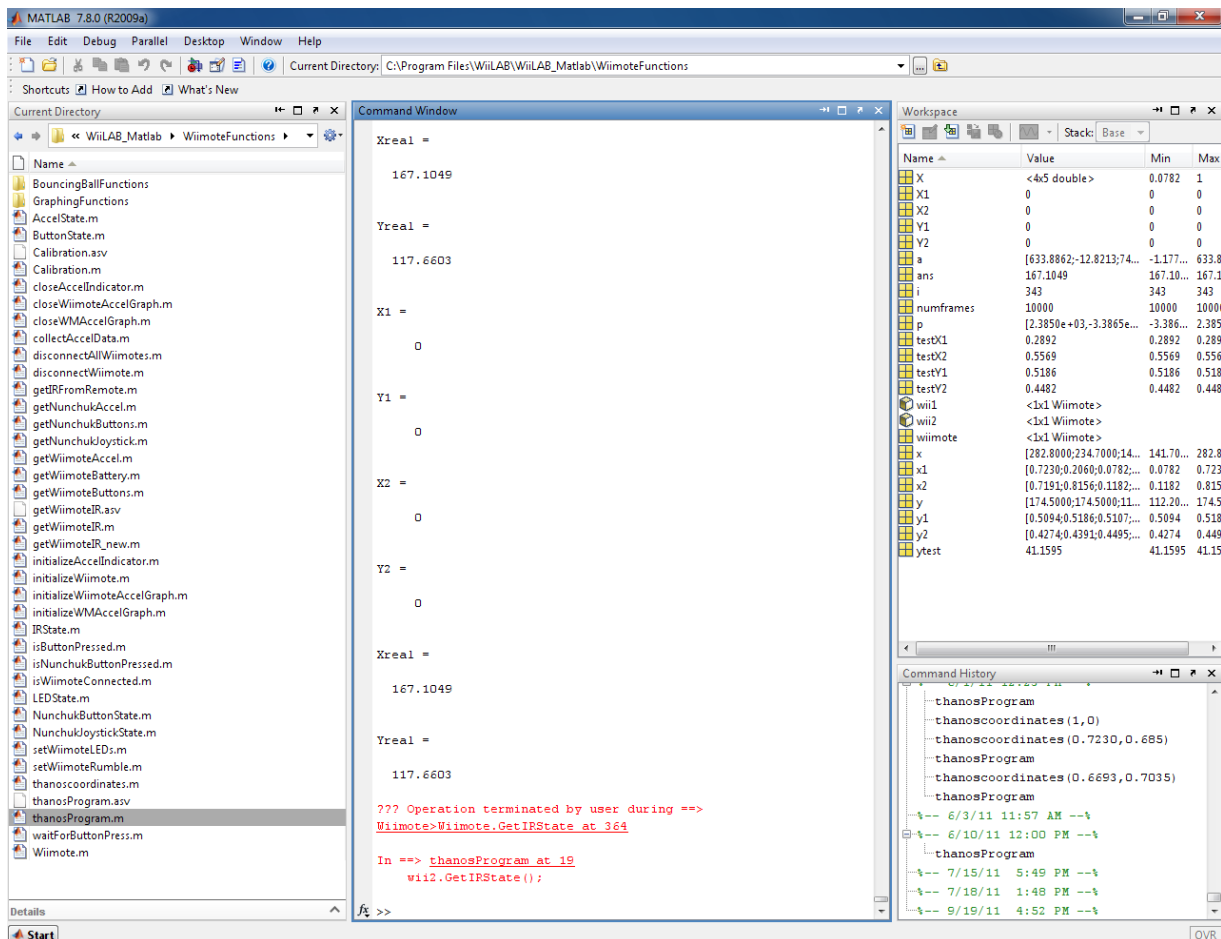 MATLAB 7.8.0 (R2009a)
File Edit Debug Parallel Desktop Window Help
Current Directory: C:\Program Files\WiiLAB\WiiLAB_Matlab\WiimoteFunctions
Shortcuts How to Add What's New
Current Directory
« WiiLAB_Matlab WiimoteFunctions
Name
BouncingBallFunctions
GraphingFunctions
AccelState.m
ButtonState.m
Calibration.asv
Calibration.m
closeAccelIndicator.m
closeWiimoteAccelGraph.m
closeWMAccelGraph.m
collectAccelData.m
disconnectAllWiimotes.m
disconnectWiimote.m
getIRFromRemote.m
getNunchukAccel.m
getNunchukButtons.m
getNunchukJoystick.m
getWiimoteAccel.m
getWiimoteBattery.m
getWiimoteButtons.m
getWiimoteIR.asv
getWiimoteIR.m
getWiimoteIR_new.m
initializeAccelIndicator.m
initializeWiimote.m
initializeWiimoteAccelGraph.m
initializeWMAccelGraph.m
IRState.m
isButtonPressed.m
isNunchukButtonPressed.m
isWiimoteConnected.m
LEDState.m
NunchukButtonState.m
NunchukJoystickState.m
setWiimoteLEDs.m
setWiimoteRumble.m
thanoscoordinates.m
thanosProgram.asv
thanosProgram.m
waitForButtonPress.m
Wiimote.m
Details
Start
Command Window
Xreal =
167.1049
Yreal =
117.6603
X1 =
0
Y1 =
0
X2 =
0
Y2 =
0
Xreal =
167.1049
Yreal =
117.6603
??? Operation terminated by user during ==>
Wiimote>Wiimote.GetIRState at 364
In ==> thanosProgram at 19
wii2.GetIRState();
fx >>
Workspace
Stack: Base
Name Value Min Max
X <4x5 double> 0.0782 1
X1 0 0 0
X2 0 0 0
Y1 0 0 0
Y2 0 0 0
a [633.8862;-12.8213;74... -1.177... 633.8
ans 167.1049 167.10... 167.1
i 343 343 343
numframes 10000 10000 1000
p [2.3850e+03,-3.3865e... -3.386... 2.385
testX1 0.2892 0.2892 0.289
testX2 0.5569 0.5569 0.556
testY1 0.5186 0.5186 0.518
testY2 0.4482 0.4482 0.448
wii1 <1x1 Wiimote>
wii2 <1x1 Wiimote>
wiimote <1x1 Wiimote>
x [282.8000;234.7000;14... 141.70... 282.8
x1 [0.7230;0.2060;0.0782;... 0.0782 0.723
x2 [0.7191;0.8156;0.1182;... 0.1182 0.815
y [174.5000;174.5000;11... 112.20... 174.5
y1 [0.5094;0.5186;0.5107;... 0.5094 0.518
y2 [0.4274;0.4391;0.4495;... 0.4274 0.449
ytest 41.1595 41.1595 41.15
Command History
thanosProgram
thanoscoordinates(1,0)
thanoscoordinates(0.7230,0.685)
thanosProgram
thanoscoordinates(0.6693,0.7035)
thanosProgram
%-- 6/3/11 11:57 AM --%
%-- 6/10/11 12:00 PM --%
thanosProgram
%-- 7/15/11 5:49 PM --%
%-- 7/18/11 1:48 PM --%
%-- 9/19/11 4:52 PM --%
OVR